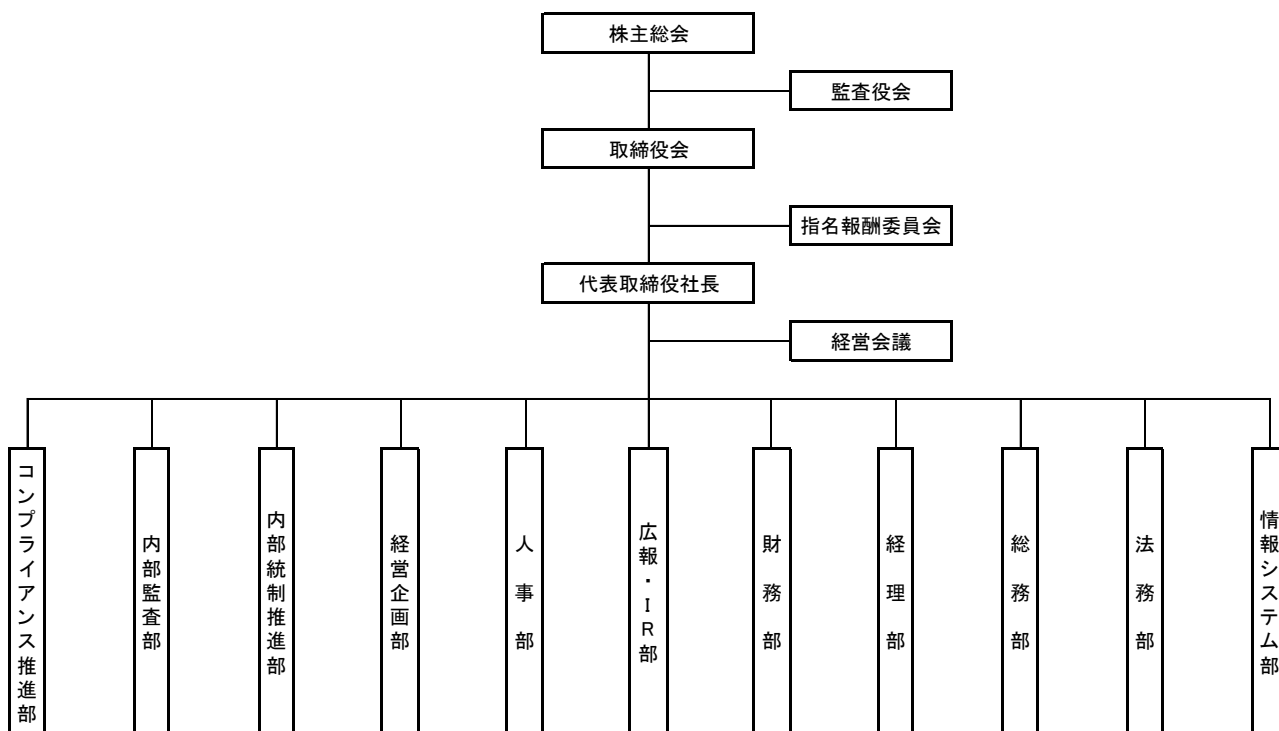 株主総会
監査役会
取締役会
指名報酬委員会
代表取締役社長
経営会議
コンプライアンス推進部
内部監査部
内部統制推進部
経営企画部
人事部
広報・IR部
財務部
経理部
総務部
法務部
情報システム部